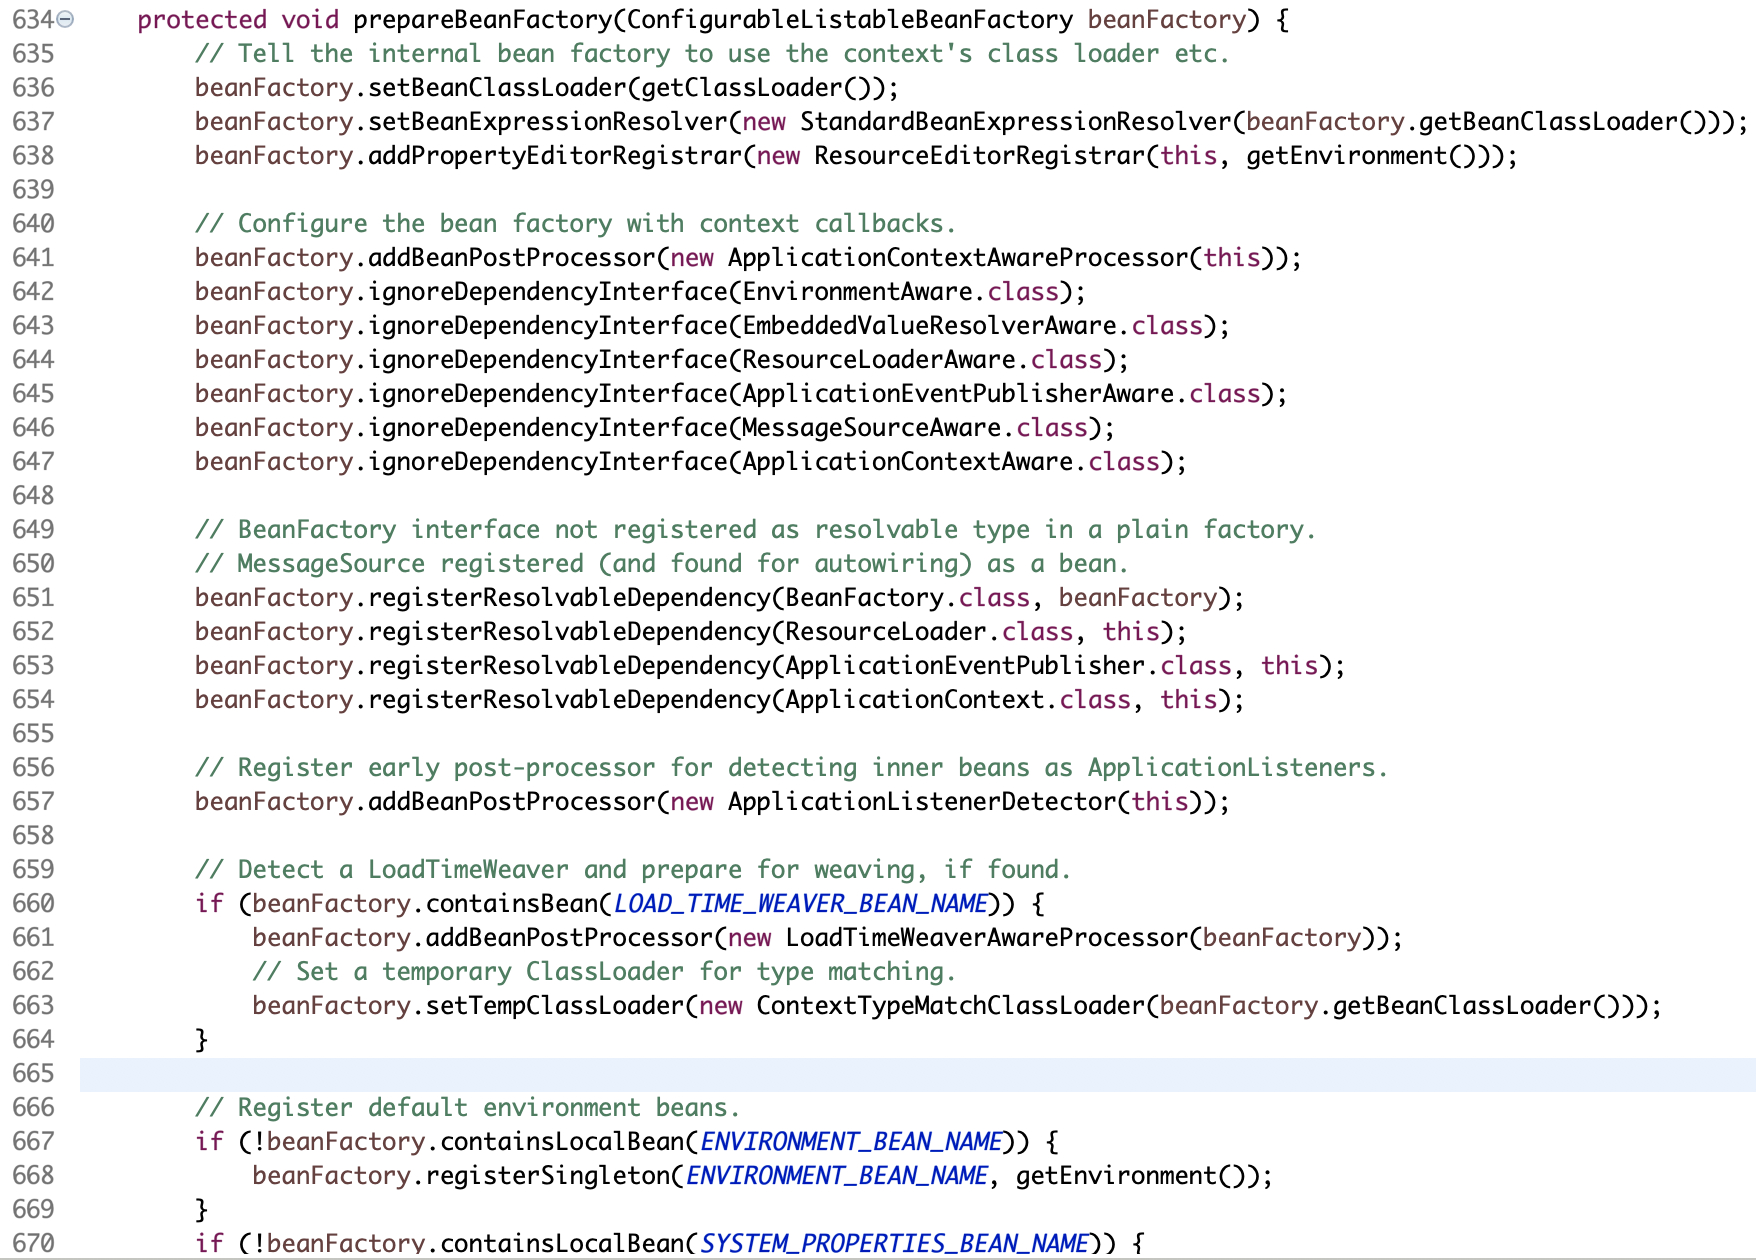 634 protected void prepareBeanFactory(ConfigurableListableBeanFactory beanFactory) {
635 // Tell the internal bean factory to use the context's class loader etc.
636 beanFactory.setBeanClassLoader(getClassLoader());
637 beanFactory.setBeanExpressionResolver(new StandardBeanExpressionResolver(beanFactory.getBeanClassLoader()));
638 beanFactory.addPropertyEditorRegistrar(new ResourceEditorRegistrar(this, getEnvironment()));
639
640 // Configure the bean factory with context callbacks.
641 beanFactory.addBeanPostProcessor(new ApplicationContextAwareProcessor(this));
642 beanFactory.ignoreDependencyInterface(EnvironmentAware.class);
643 beanFactory.ignoreDependencyInterface(EmbeddedValueResolverAware.class);
644 beanFactory.ignoreDependencyInterface(ResourceLoaderAware.class);
645 beanFactory.ignoreDependencyInterface(ApplicationEventPublisherAware.class);
646 beanFactory.ignoreDependencyInterface(MessageSourceAware.class);
647 beanFactory.ignoreDependencyInterface(ApplicationContextAware.class);
648
649 // BeanFactory interface not registered as resolvable type in a plain factory.
650 // MessageSource registered (and found for autowiring) as a bean.
651 beanFactory.registerResolvableDependency(BeanFactory.class, beanFactory);
652 beanFactory.registerResolvableDependency(ResourceLoader.class, this);
653 beanFactory.registerResolvableDependency(ApplicationEventPublisher.class, this);
654 beanFactory.registerResolvableDependency(ApplicationContext.class, this);
655
656 // Register early post-processor for detecting inner beans as ApplicationListeners.
657 beanFactory.addBeanPostProcessor(new ApplicationListenerDetector(this));
658
659 // Detect a LoadTimeWeaver and prepare for weaving, if found.
660 if (beanFactory.containsBean(LOAD_TIME_WEAVER_BEAN_NAME)) {
661 beanFactory.addBeanPostProcessor(new LoadTimeWeaverAwareProcessor(beanFactory));
662 // Set a temporary ClassLoader for type matching.
663 beanFactory.setTempClassLoader(new ContextTypeMatchClassLoader(beanFactory.getBeanClassLoader()));
664 }
665
666 // Register default environment beans.
667 if (!beanFactory.containsLocalBean(ENVIRONMENT_BEAN_NAME)) {
668 beanFactory.registerSingleton(ENVIRONMENT_BEAN_NAME, getEnvironment());
669 }
670 if (!beanFactory.containsLocalBean(SYSTEM_PROPERTIES_BEAN_NAME)) {